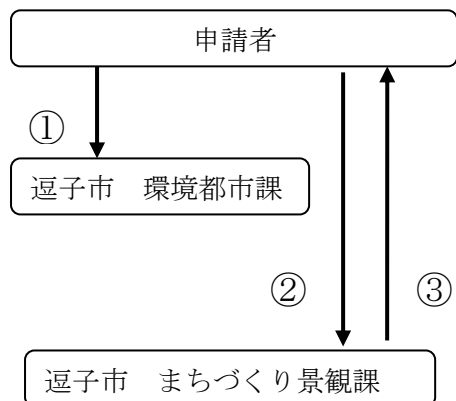 申請者
①
逗子市　環境都市課
②
③
逗子市　まちづくり景観課